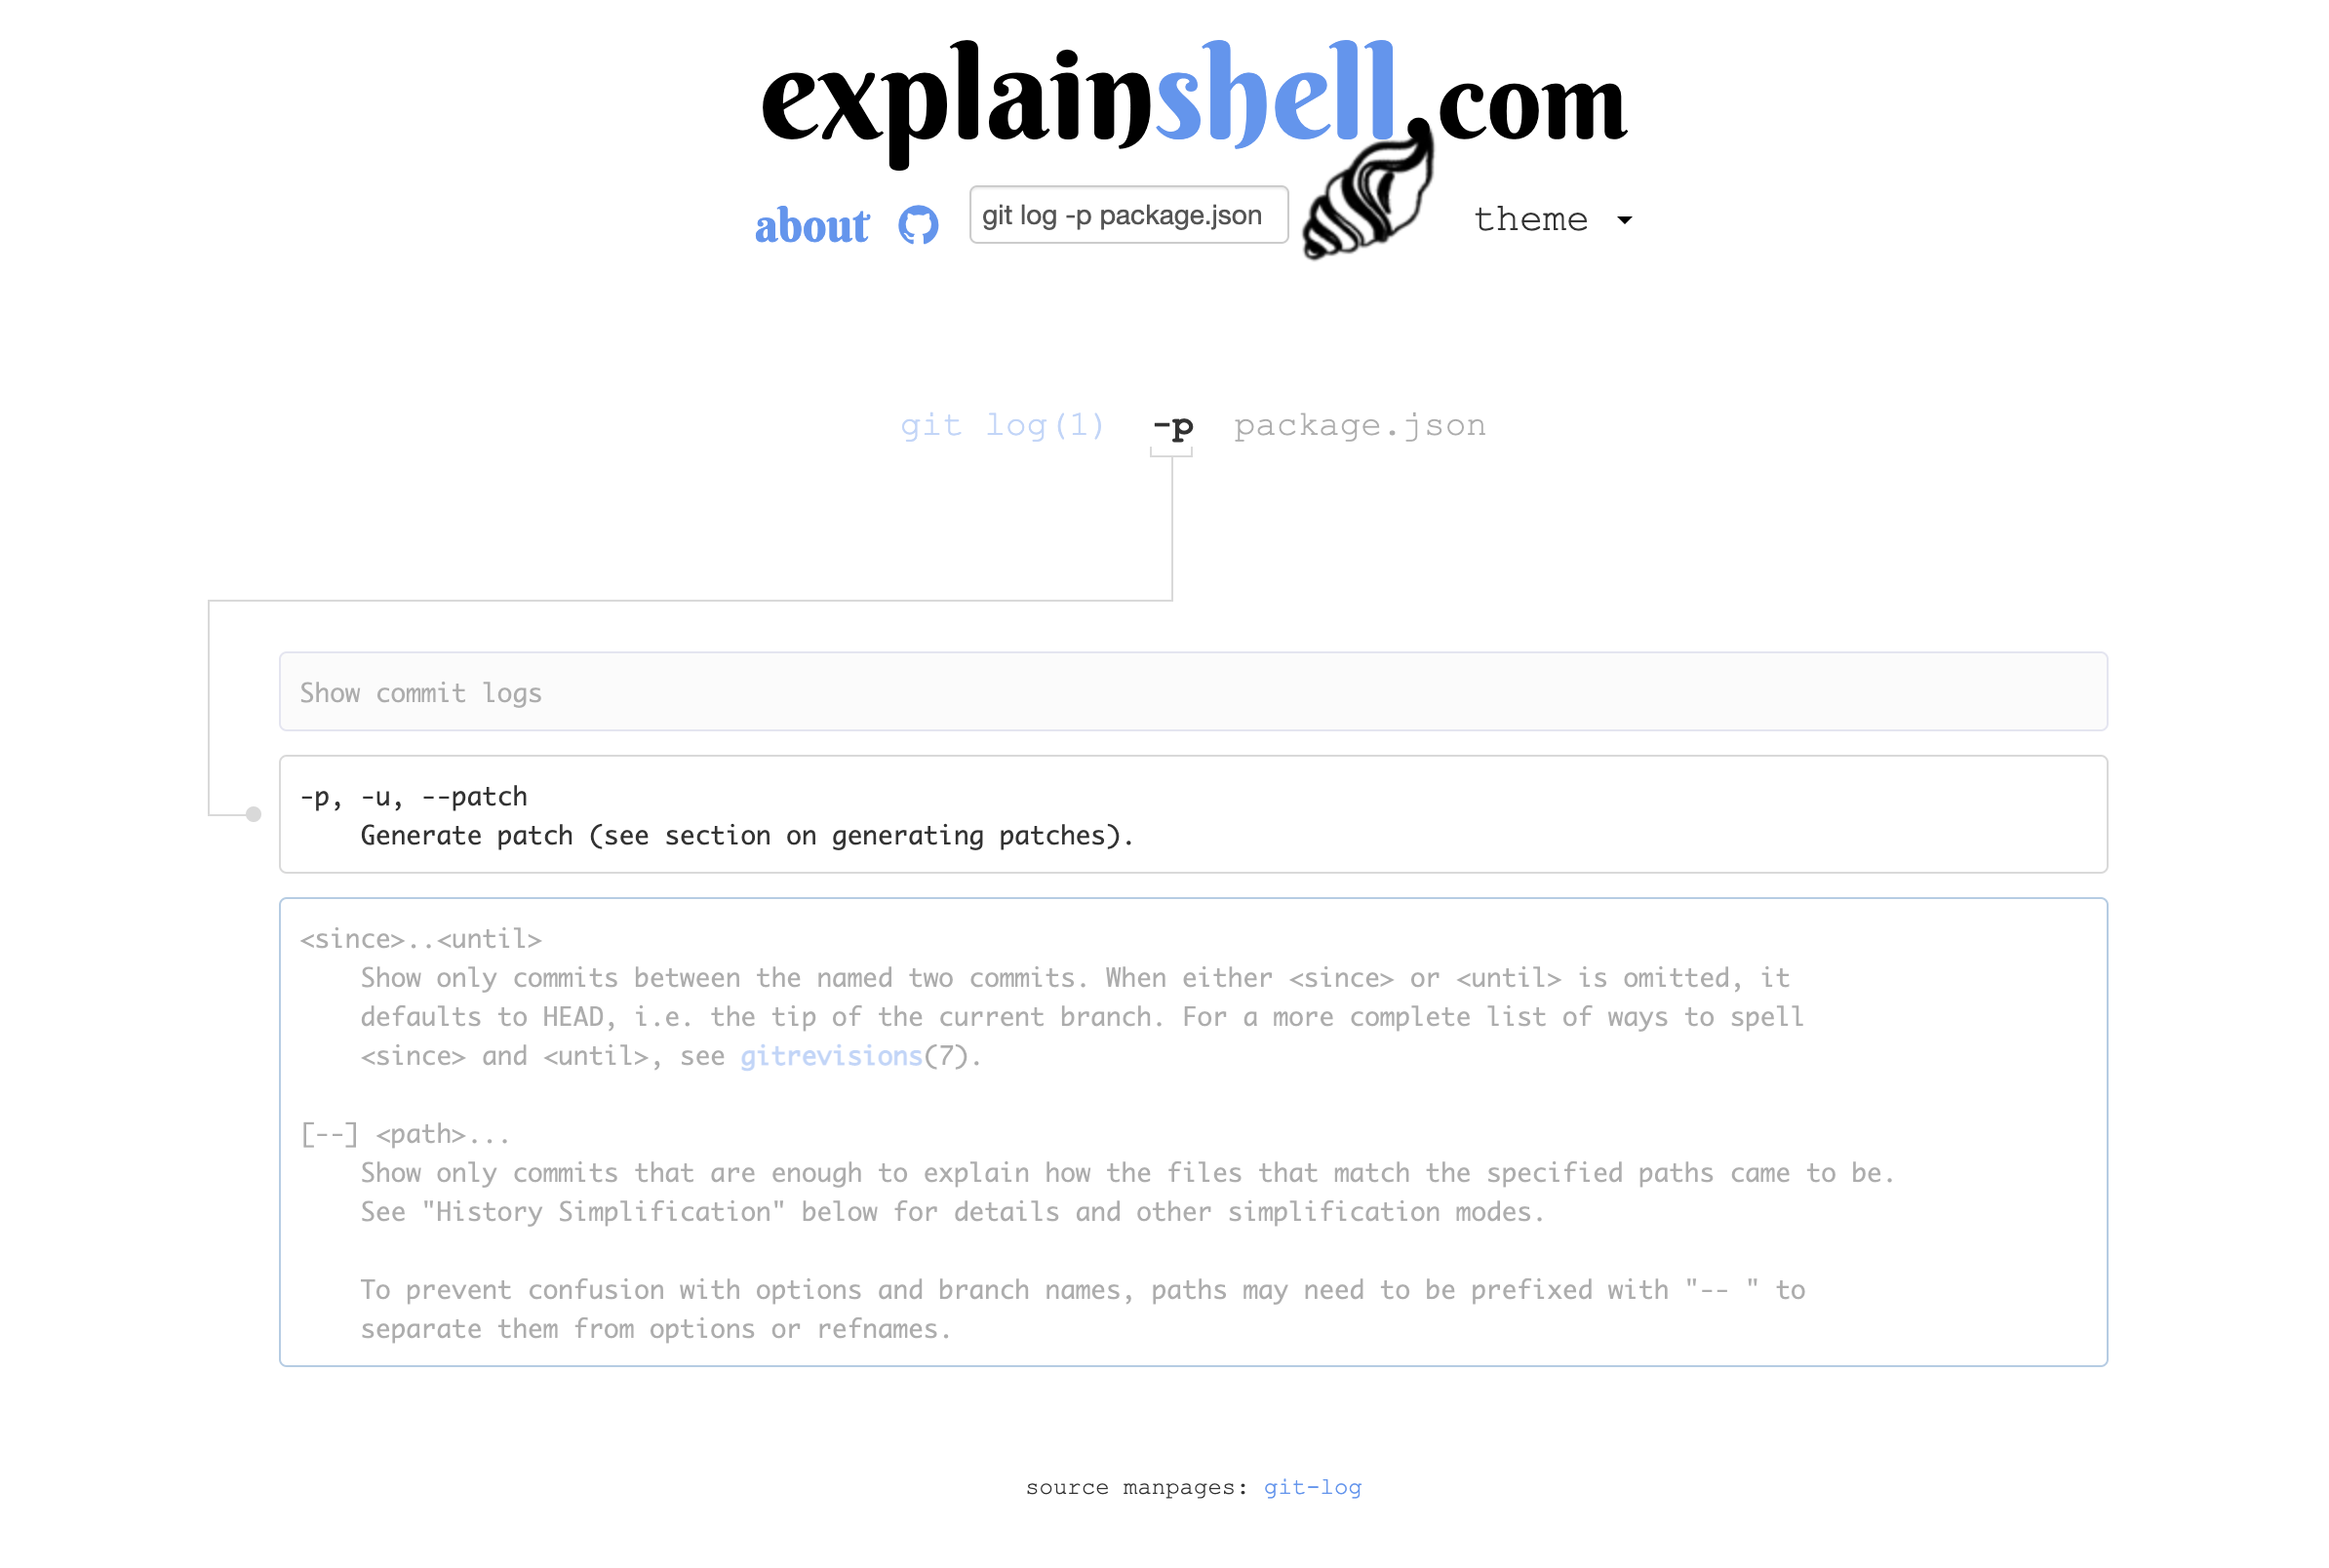 explainshell.com
about git log -p package.json theme
git log(1) -p package.json
Show commit logs
-p, -u, --patch
Generate patch (see section on generating patches).
<since>..<until>
Show only commits between the named two commits. When either <since> or <until> is omitted, it
defaults to HEAD, i.e. the tip of the current branch. For a more complete list of ways to spell
<since> and <until>, see gitrevisions(7).
[--] <path>...
Show only commits that are enough to explain how the files that match the specified paths came to be.
See "History Simplification" below for details and other simplification modes.
To prevent confusion with options and branch names, paths may need to be prefixed with "-- " to
separate them from options or refnames.
source manpages: git-log